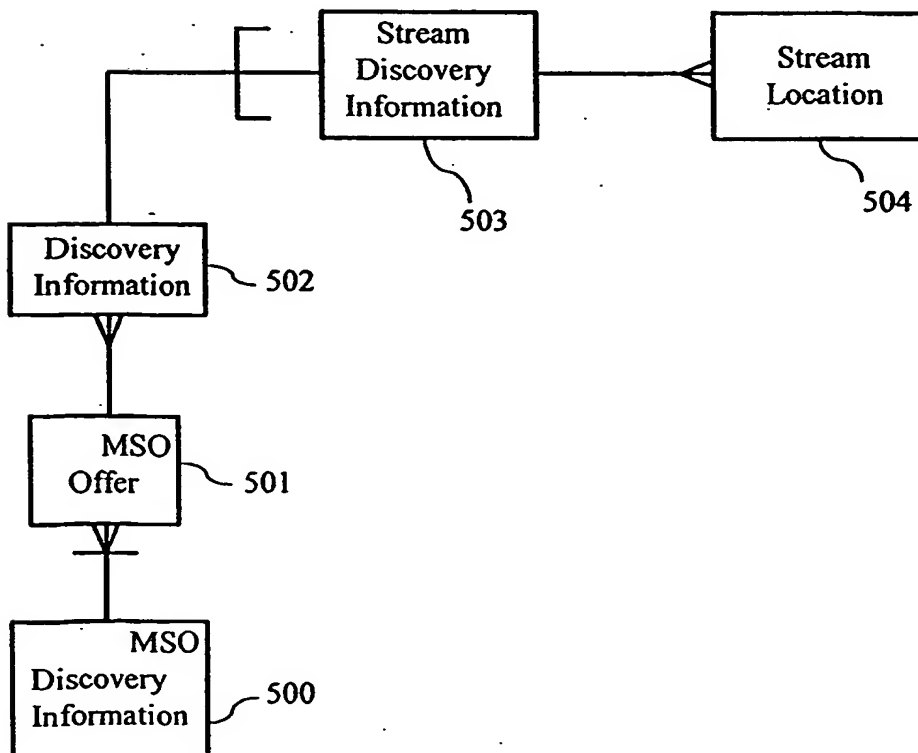 Stream
Discovery
Information
503
Stream
Location
504
Discovery
Information
502
MSO
Offer
501
MSO
Discovery
Information
500